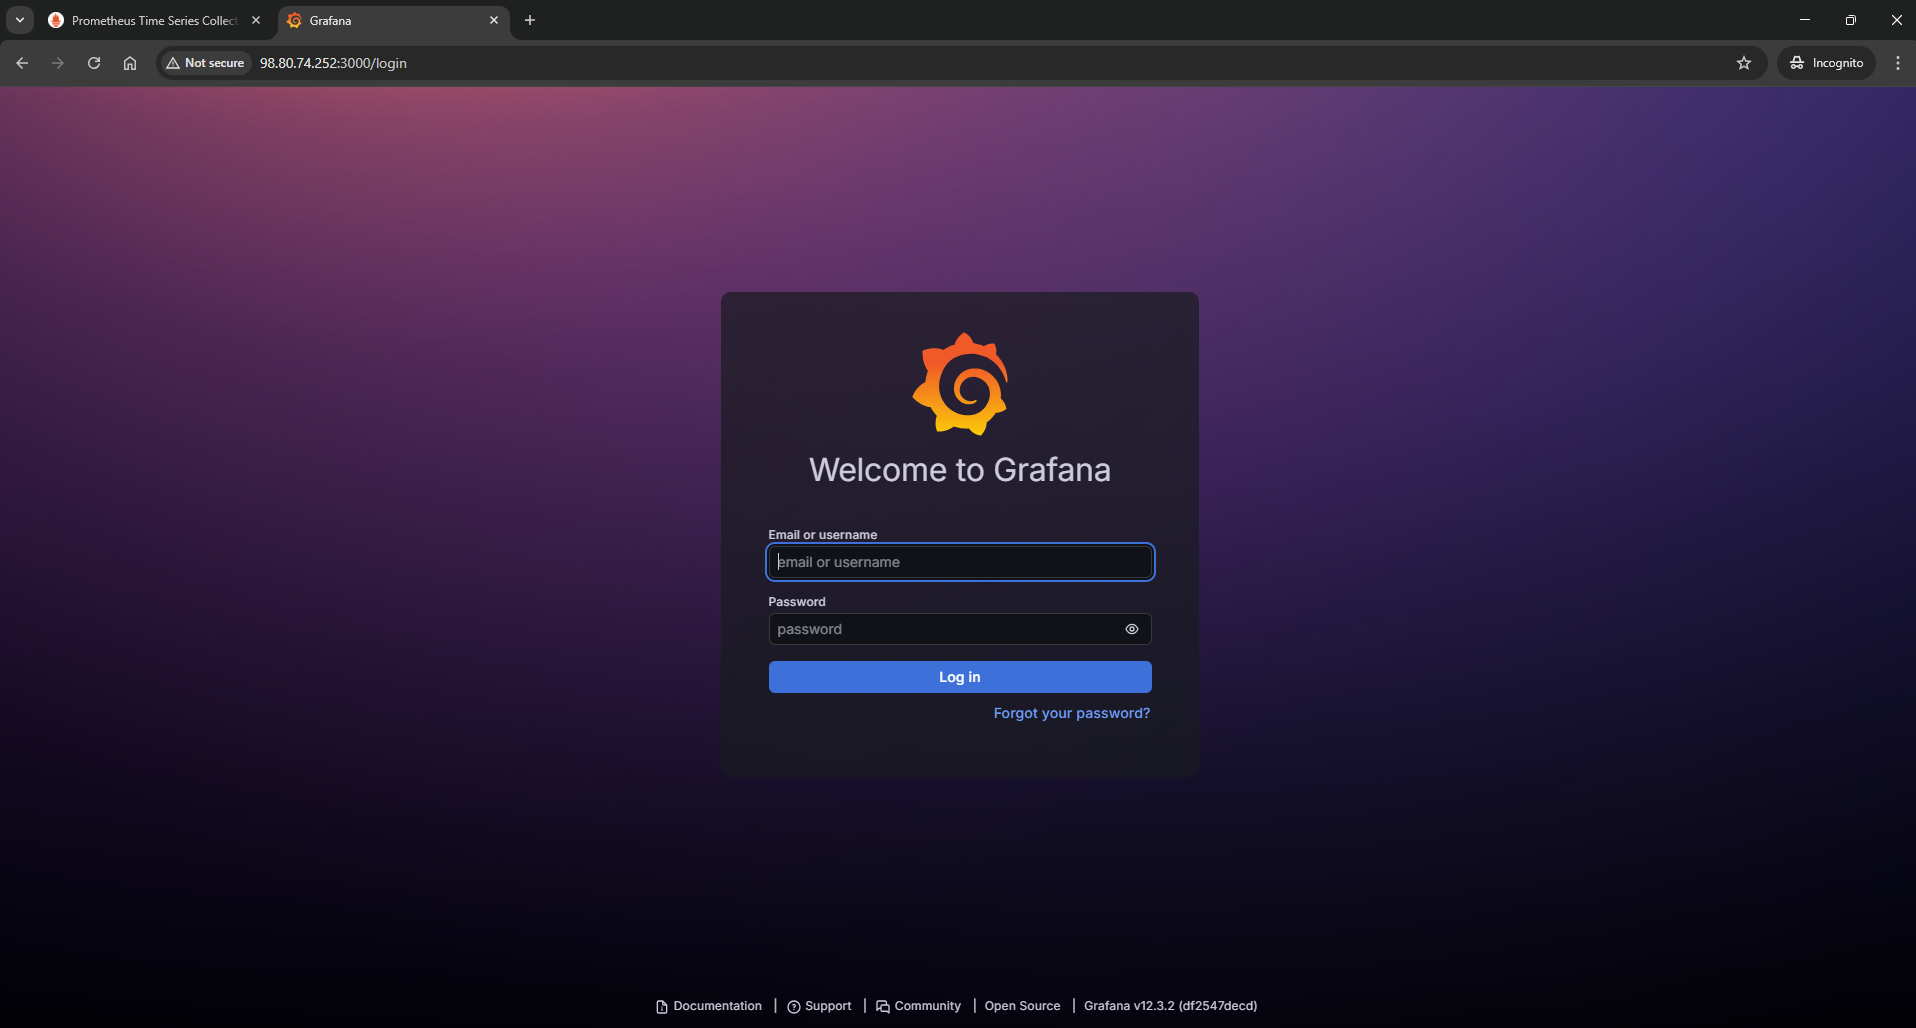 Prometheus Time Series Collect
Grafana
Not secure
98.80.74.252:3000/login
Incognito
Welcome to Grafana
Email or username
email or username
Password
password
Log in
Forgot your password?
Documentation | Support | Community | Open Source | Grafana v12.3.2 (df2547decd)